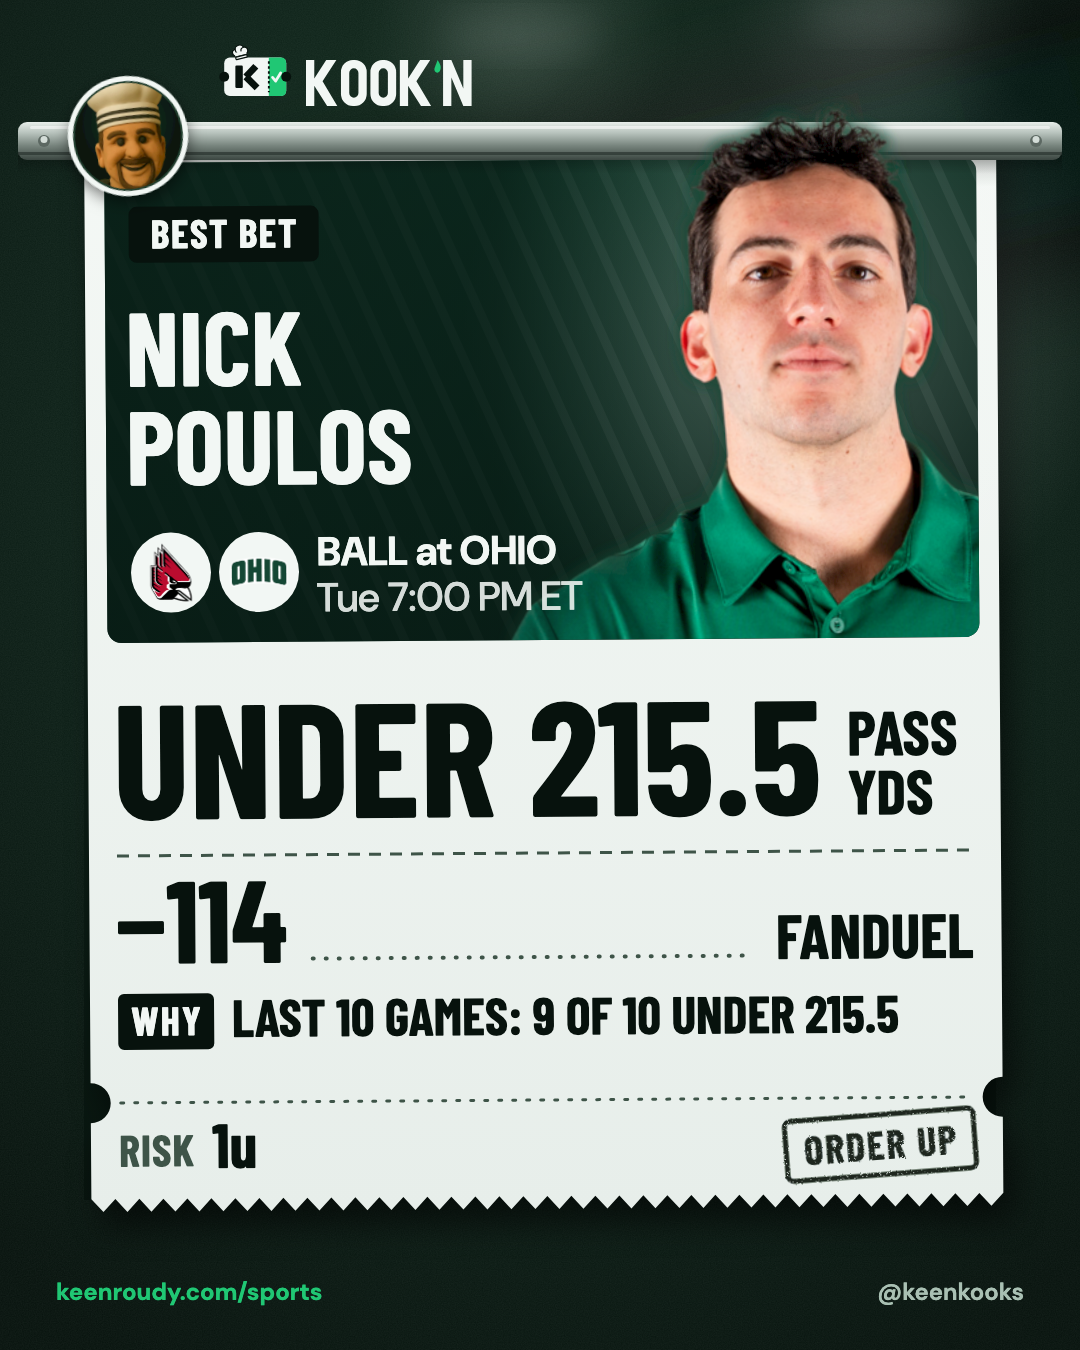 K KOOK'N
BEST BET
NICK
POULOS
OHIO
BALL at OHIO
Tue 7:00 PM ET
UNDER 215.5 PASS YDS
-114 FANDUEL
WHY LAST 10 GAMES: 9 OF 10 UNDER 215.5
RISK 1u
ORDER UP
keenroudy.com/sports
@keenkooks